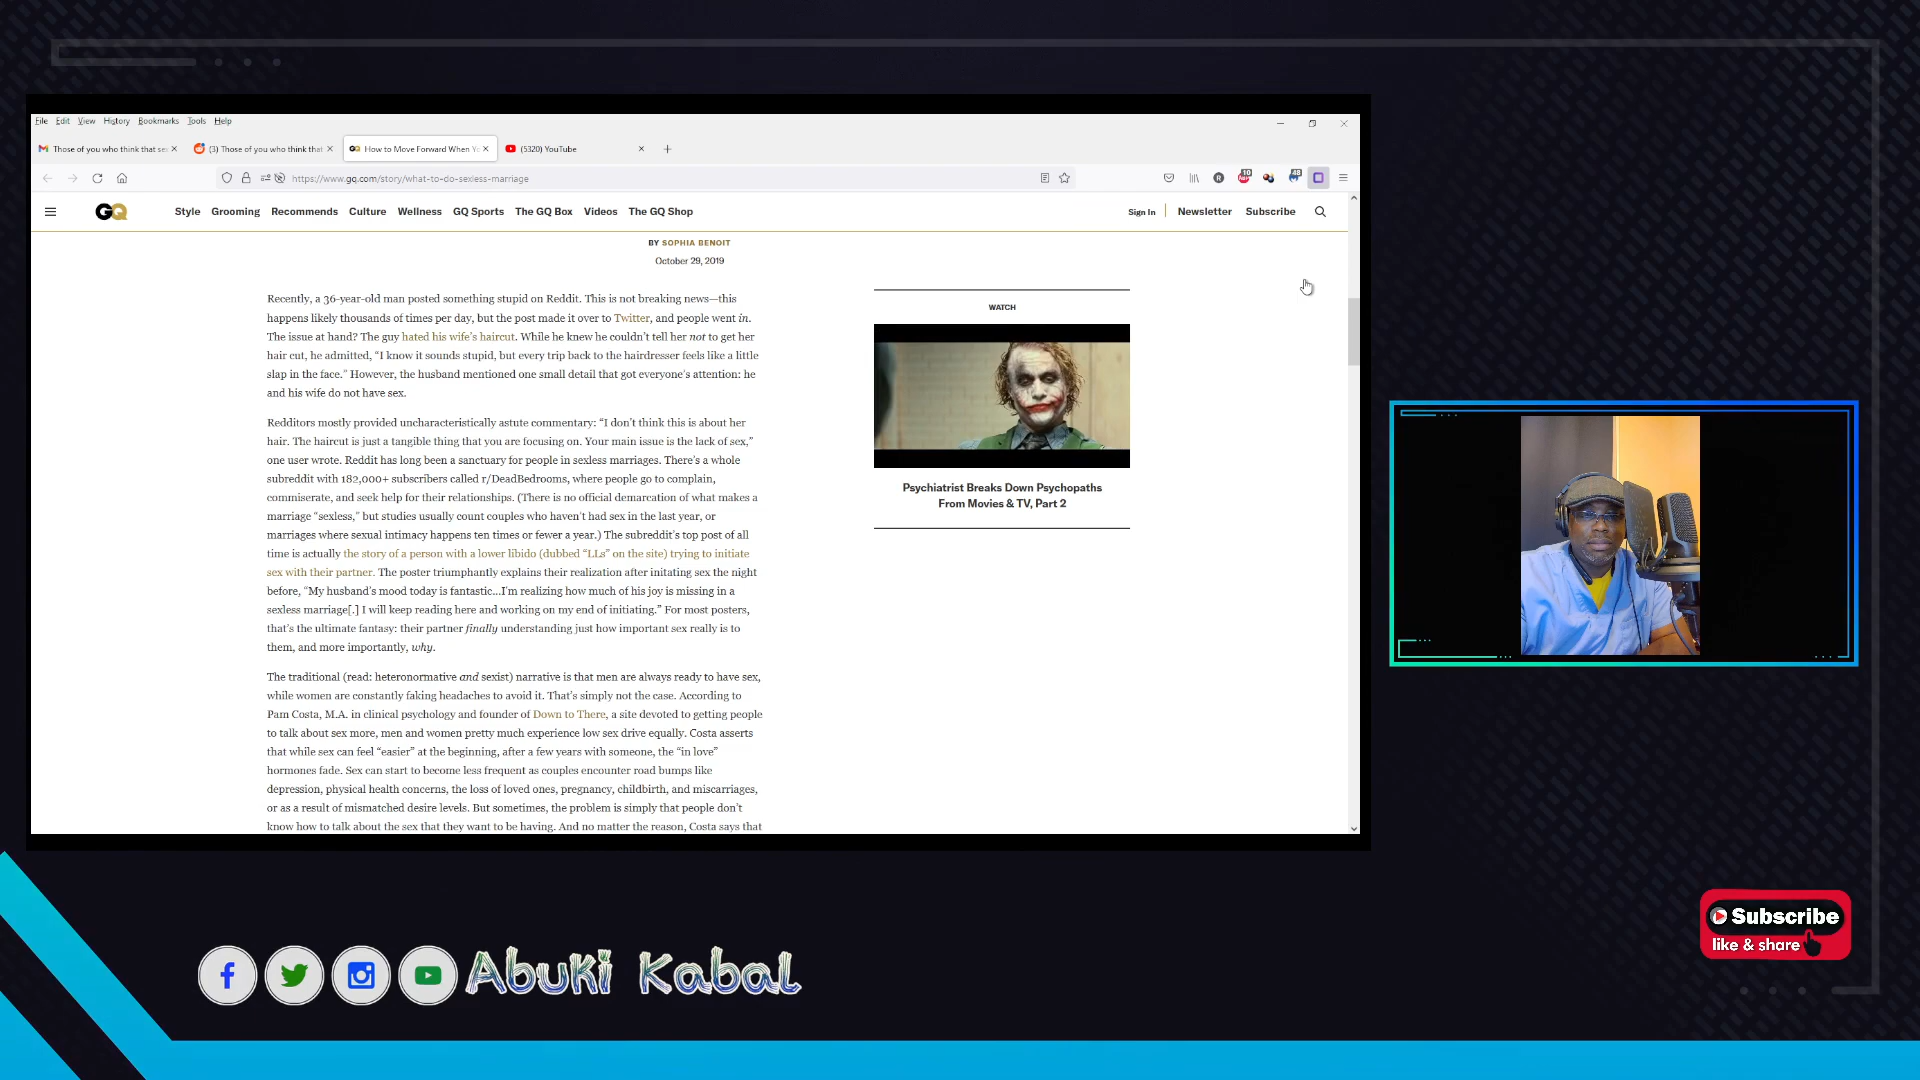 File Edit View History Bookmarks Tools Help
Those of you who think that se
(3) Those of you who think that
GQ How to Move Forward When Yo
(5320) YouTube
https://www.gq.com/story/what-to-do-sexless-marriage
10
48
GQ
Style Grooming Recommends Culture Wellness GQ Sports The GQ Box Videos The GQ Shop
Sign In Newsletter Subscribe
BY SOPHIA BENOIT
October 29, 2019
Recently, a 36-year-old man posted something stupid on Reddit. This is not breaking news—this
happens likely thousands of times per day, but the post made it over to Twitter, and people went in.
The issue at hand? The guy hated his wife's haircut. While he knew he couldn't tell her not to get her
hair cut, he admitted, “I know it sounds stupid, but every trip back to the hairdresser feels like a little
slap in the face.” However, the husband mentioned one small detail that got everyone's attention: he
and his wife do not have sex.
Redditors mostly provided uncharacteristically astute commentary: “I don't think this is about her
hair. The haircut is just a tangible thing that you are focusing on. Your main issue is the lack of sex,”
one user wrote. Reddit has long been a sanctuary for people in sexless marriages. There's a whole
subreddit with 182,000+ subscribers called r/DeadBedrooms, where people go to complain,
commiserate, and seek help for their relationships. (There is no official demarcation of what makes a
marriage “sexless,” but studies usually count couples who haven't had sex in the last year, or
marriages where sexual intimacy happens ten times or fewer a year.) The subreddit's top post of all
time is actually the story of a person with a lower libido (dubbed “LLs” on the site) trying to initiate
sex with their partner. The poster triumphantly explains their realization after initating sex the night
before, “My husband's mood today is fantastic...I'm realizing how much of his joy is missing in a
sexless marriage[.] I will keep reading here and working on my end of initiating.” For most posters,
that's the ultimate fantasy: their partner finally understanding just how important sex really is to
them, and more importantly, why.
The traditional (read: heteronormative and sexist) narrative is that men are always ready to have sex,
while women are constantly faking headaches to avoid it. That's simply not the case. According to
Pam Costa, M.A. in clinical psychology and founder of Down to There, a site devoted to getting people
to talk about sex more, men and women pretty much experience low sex drive equally. Costa asserts
that while sex can feel “easier” at the beginning, after a few years with someone, the “in love”
hormones fade. Sex can start to become less frequent as couples encounter road bumps like
depression, physical health concerns, the loss of loved ones, pregnancy, childbirth, and miscarriages,
or as a result of mismatched desire levels. But sometimes, the problem is simply that people don't
know how to talk about the sex that they want to be having. And no matter the reason, Costa says that
WATCH
Psychiatrist Breaks Down Psychopaths
From Movies & TV, Part 2
Subscribe
like & share
Abuki Kabal